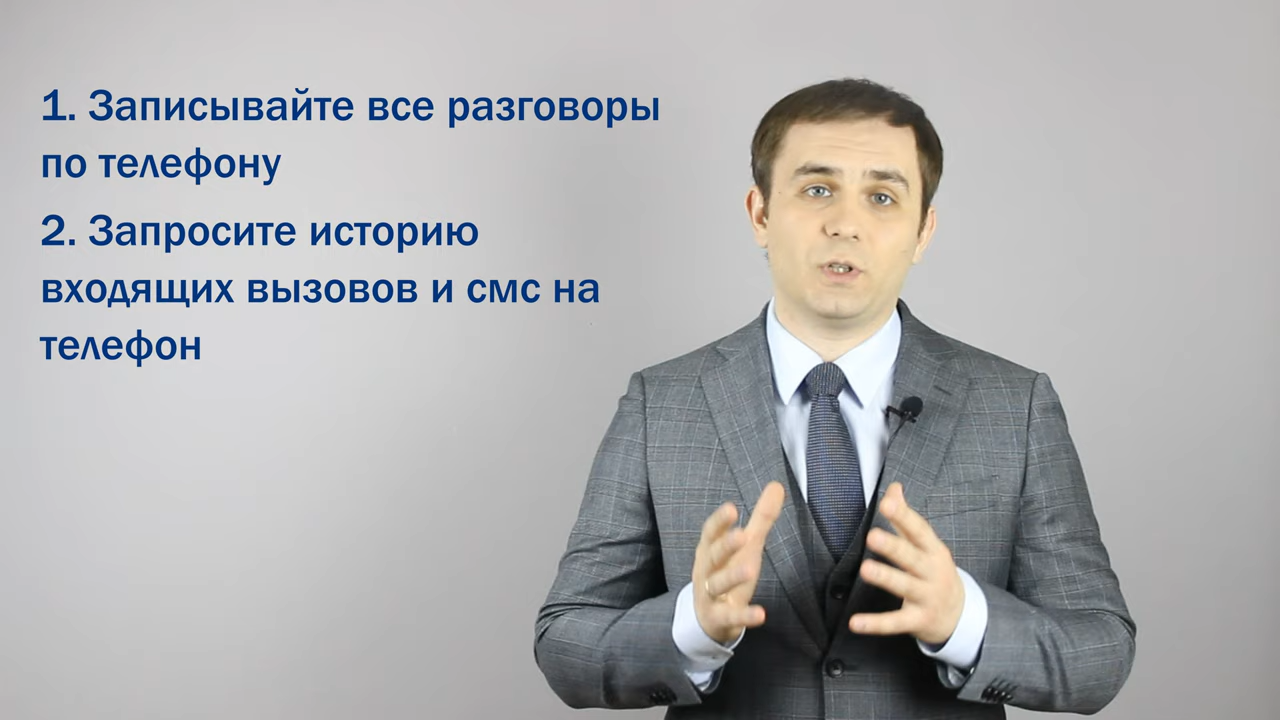 1. Записывайте все разговоры
по телефону
2. Запросите историю
входящих вызовов и смс на
телефон